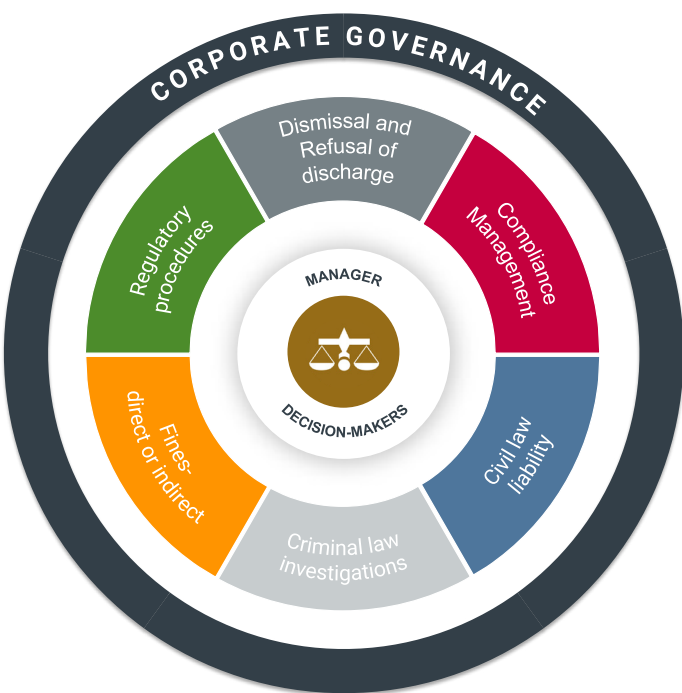 CORPORATE GOVERNANCE
Dismissal and
Refusal of
discharge
Compliance
Management
Civil law
liability
Criminal law
investigations
Fines-
direct or indirect
Regulatory
procedures
MANAGER
DECISION-MAKERS